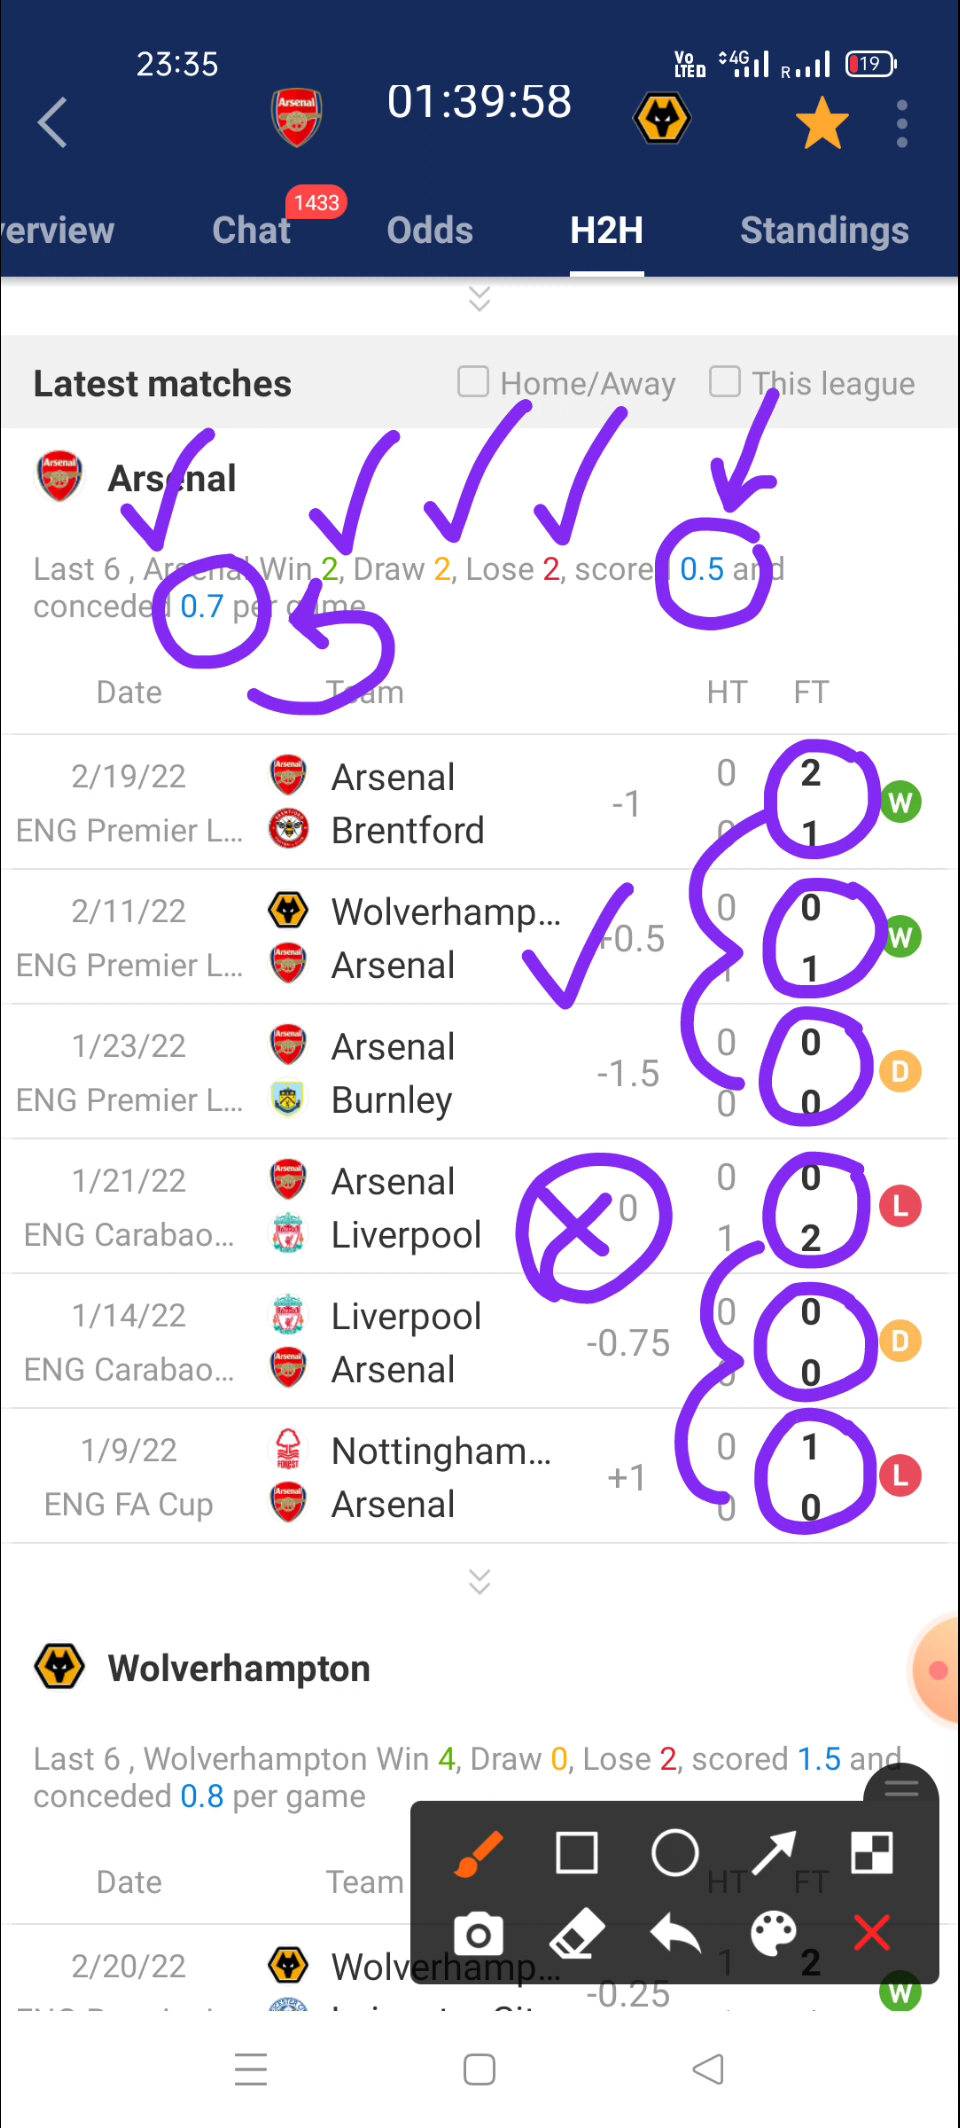 23:35
Vo LTE 4G R 19
01:39:58
erview Chat 1433 Odds H2H Standings
Latest matches Home/Away This league
Arsenal
Last 6 , Arsenal Win 2, Draw 2, Lose 2, scored 0.5 and
conceded 0.7 per game
Date Team HT FT
2/19/22 Arsenal 0 2
ENG Premier L... Brentford -1 0 1 W
2/11/22 Wolverhamp... 0 0
ENG Premier L... Arsenal +0.5 1 1 W
1/23/22 Arsenal 0 0
ENG Premier L... Burnley -1.5 0 0 D
1/21/22 Arsenal 0 0
ENG Carabao... Liverpool 0 1 2 L
1/14/22 Liverpool 0 0
ENG Carabao... Arsenal -0.75 0 0 D
1/9/22 Nottingham... 0 1
ENG FA Cup Arsenal +1 0 0 L
Wolverhampton
Last 6 , Wolverhampton Win 4, Draw 0, Lose 2, scored 1.5 and
conceded 0.8 per game
Date Team HT FT
2/20/22 Wolverhamp... 1 2
-0.25 W